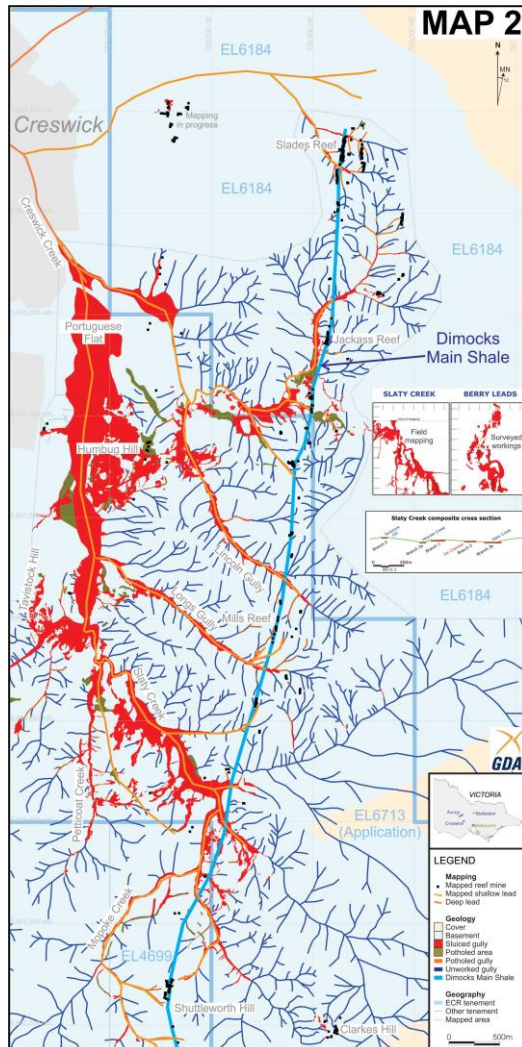 MAP 2
EL6184
N
MN
12
Creswick
Mapping
in progress
Slades Reef
EL6184
EL6184
Creswick Creek
Portuguese
Flat
Jackass Reef
Dimocks
Main Shale
SLATY CREEK
Field
mapping
BERRY LEADS
Surveyed
workings
Humbug Hill
Slaty Creek composite cross section
Tavistock Hill
Lincoln Gully
EL6184
Longs Gully
Mills Reef
Slaty Creek
GDA
Petticoat Creek
VICTORIA
EL6713
(Application)
LEGEND
Mapping
Mapped reef mine
Mapped shallow lead
Deep lead
Geology
Cover
Basement
Sluiced gully
Potholed area
Potholed gully
Unworked gully
Dimocks Main Shale
Geography
ECR tenement
Other tenement
Mapped area
0 500m
Mopoke Creek
EL4699
Shuttleworth Hill
Clarkes Hill